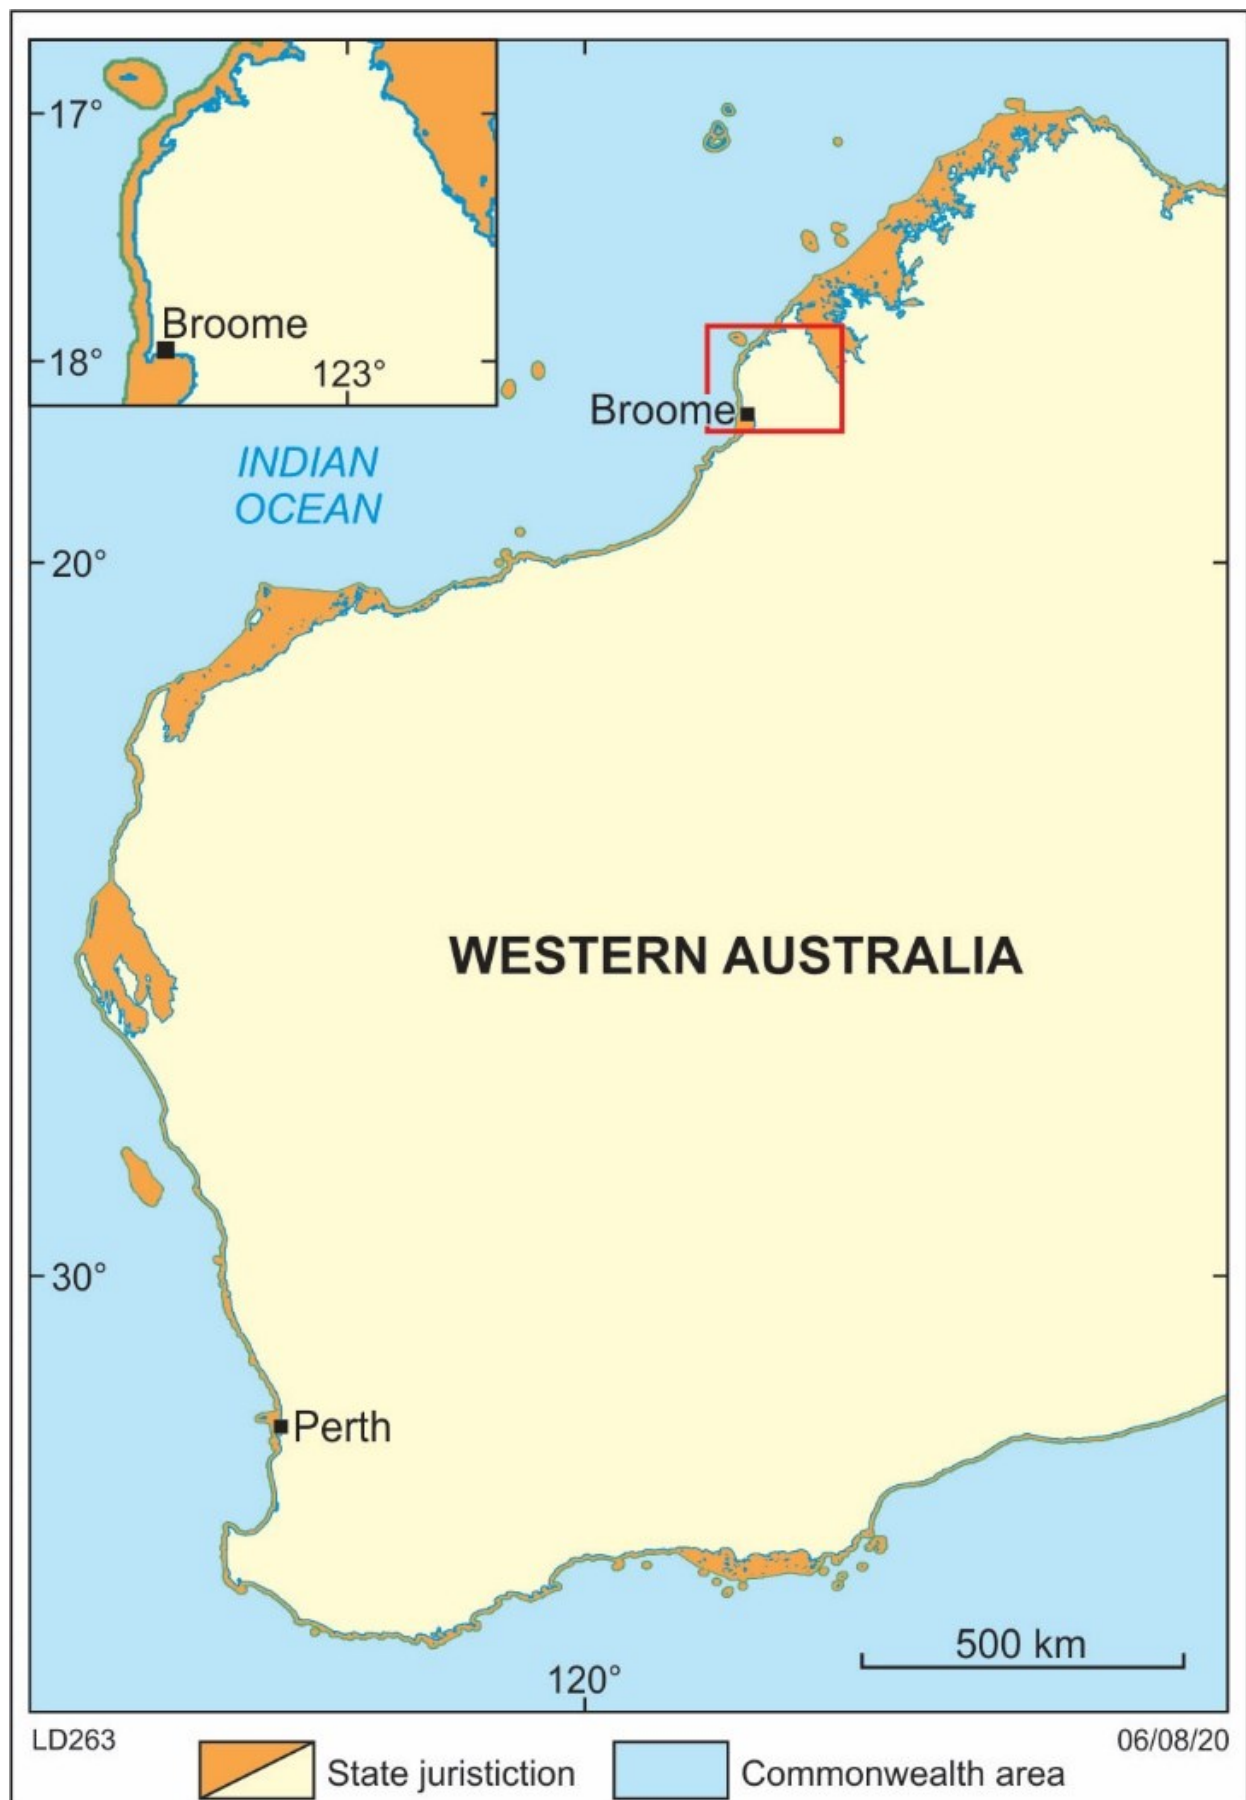 17°
Broome
18°
123°
Broome
INDIAN
OCEAN
20°
WESTERN AUSTRALIA
30°
Perth
500 km
120°
LD263
06/08/20
State juristiction
Commonwealth area